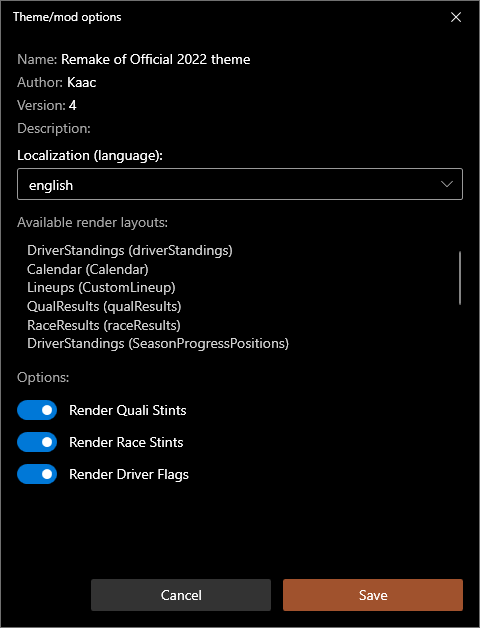 Theme/mod options
Name: Remake of Official 2022 theme
Author: Kaac
Version: 4
Description:
Localization (language):
english
Available render layouts:
DriverStandings (driverStandings)
Calendar (Calendar)
Lineups (CustomLineup)
QualResults (qualResults)
RaceResults (raceResults)
DriverStandings (SeasonProgressPositions)
Options:
Render Quali Stints
Render Race Stints
Render Driver Flags
Cancel
Save